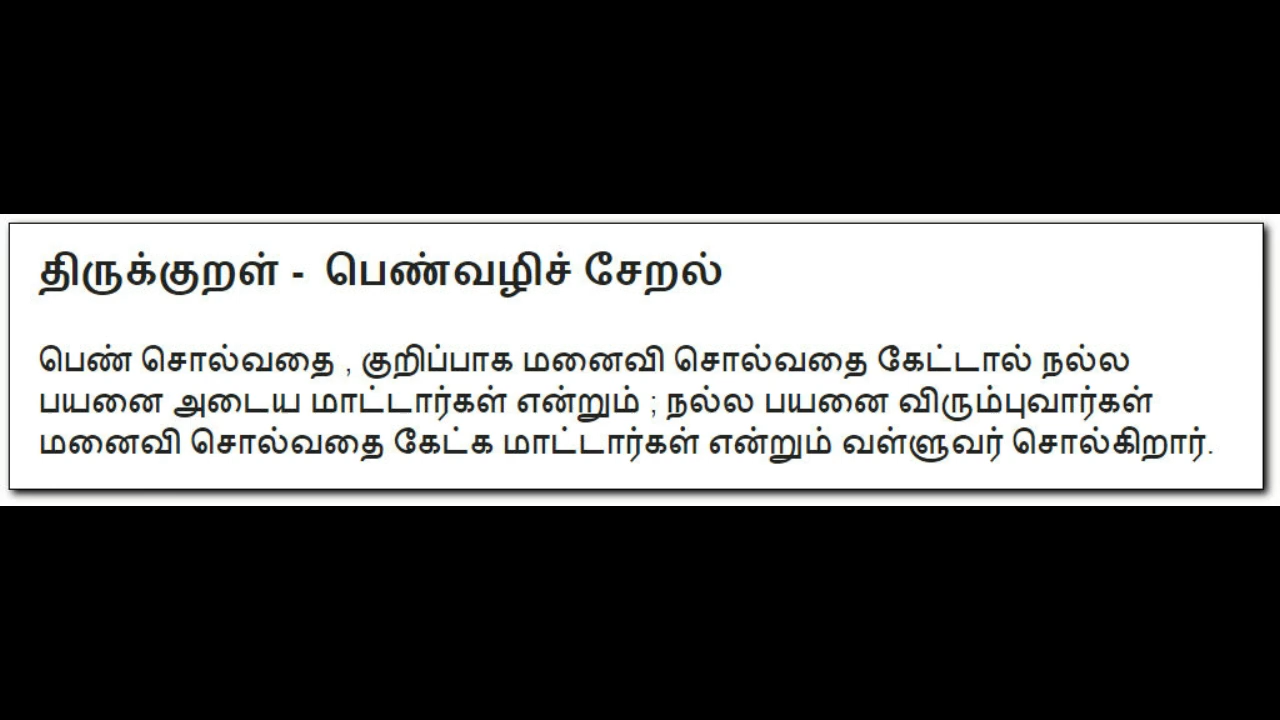 திருக்குறள் - பெண்வழிச் சேறல்
பெண் சொல்வதை , குறிப்பாக மனைவி சொல்வதை கேட்டால் நல்ல
பயனை அடைய மாட்டார்கள் என்றும் ; நல்ல பயனை விரும்புவார்கள்
மனைவி சொல்வதை கேட்க மாட்டார்கள் என்றும் வள்ளுவர் சொல்கிறார்.